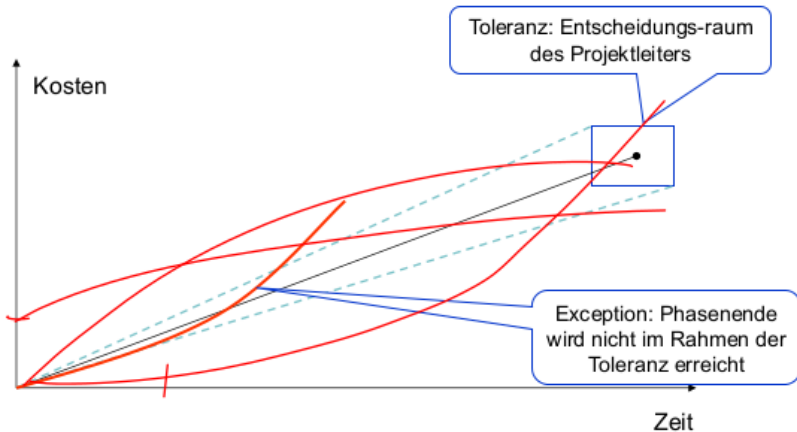 Toleranz: Entscheidungs-raum
des Projektleiters
Kosten
Exception: Phasenende
wird nicht im Rahmen der
Toleranz erreicht
Zeit